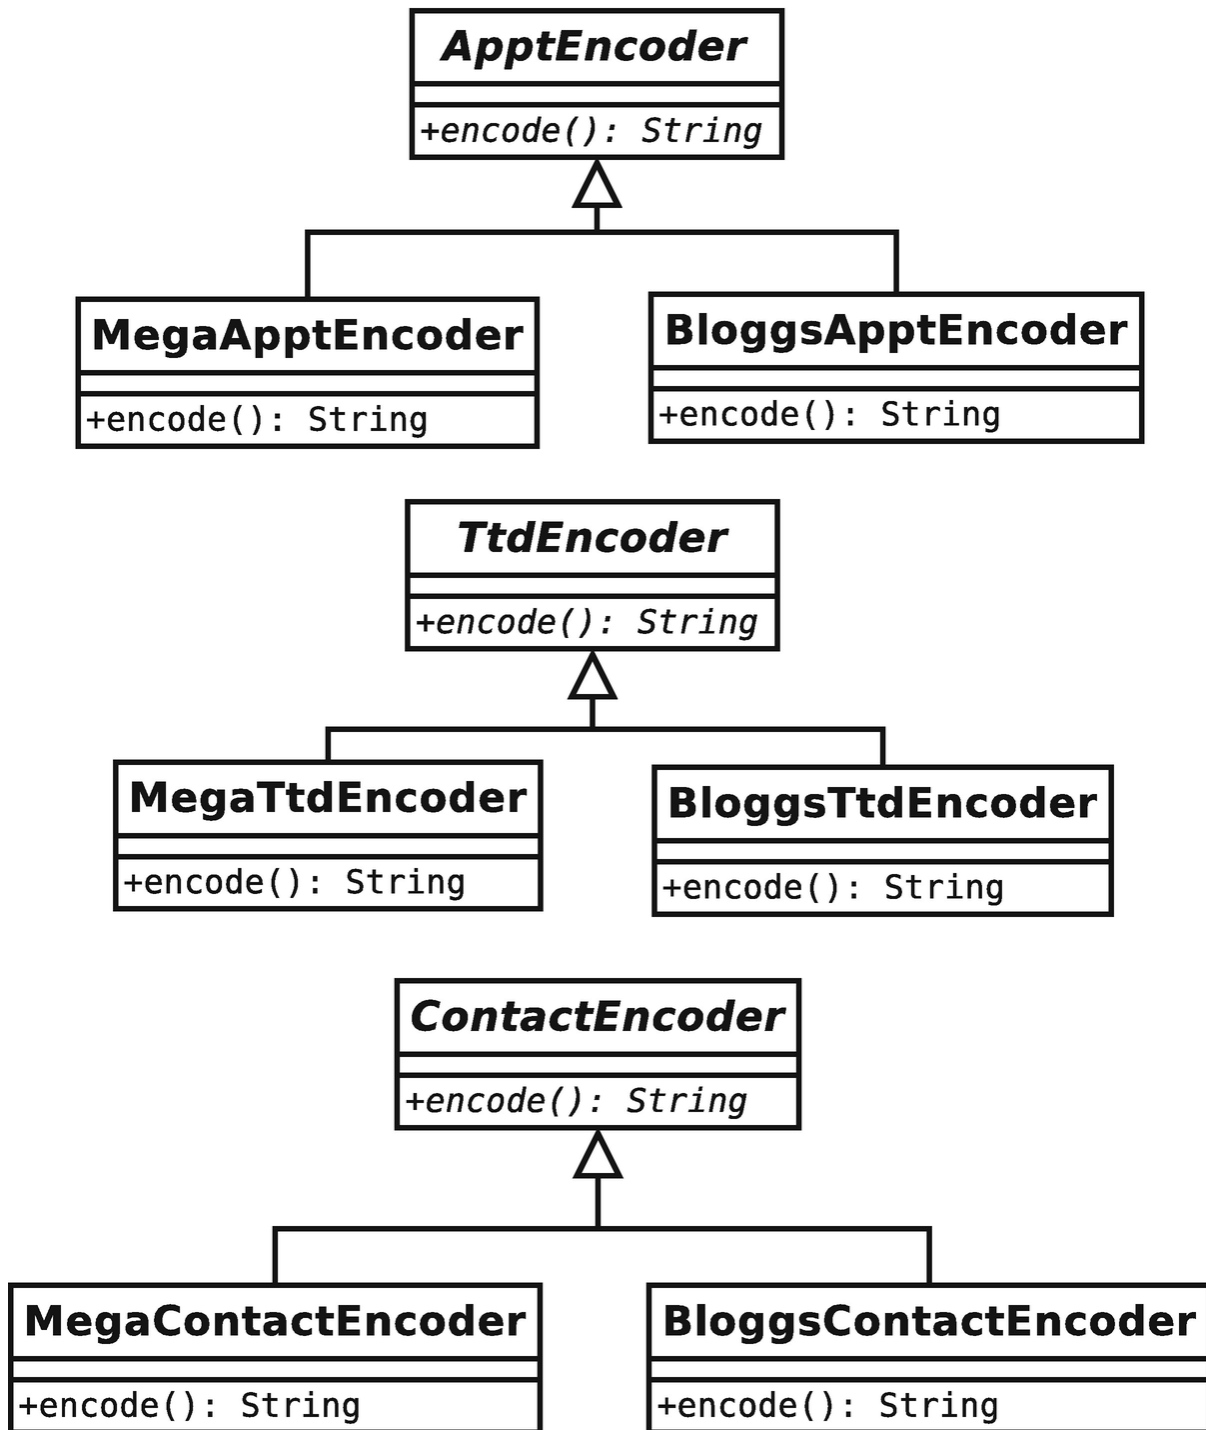 ApptEncoder
+encode(): String
MegaApptEncoder
+encode(): String
BloggsApptEncoder
+encode(): String
TtdEncoder
+encode(): String
MegaTtdEncoder
+encode(): String
BloggsTtdEncoder
+encode(): String
ContactEncoder
+encode(): String
MegaContactEncoder
+encode(): String
BloggsContactEncoder
+encode(): String